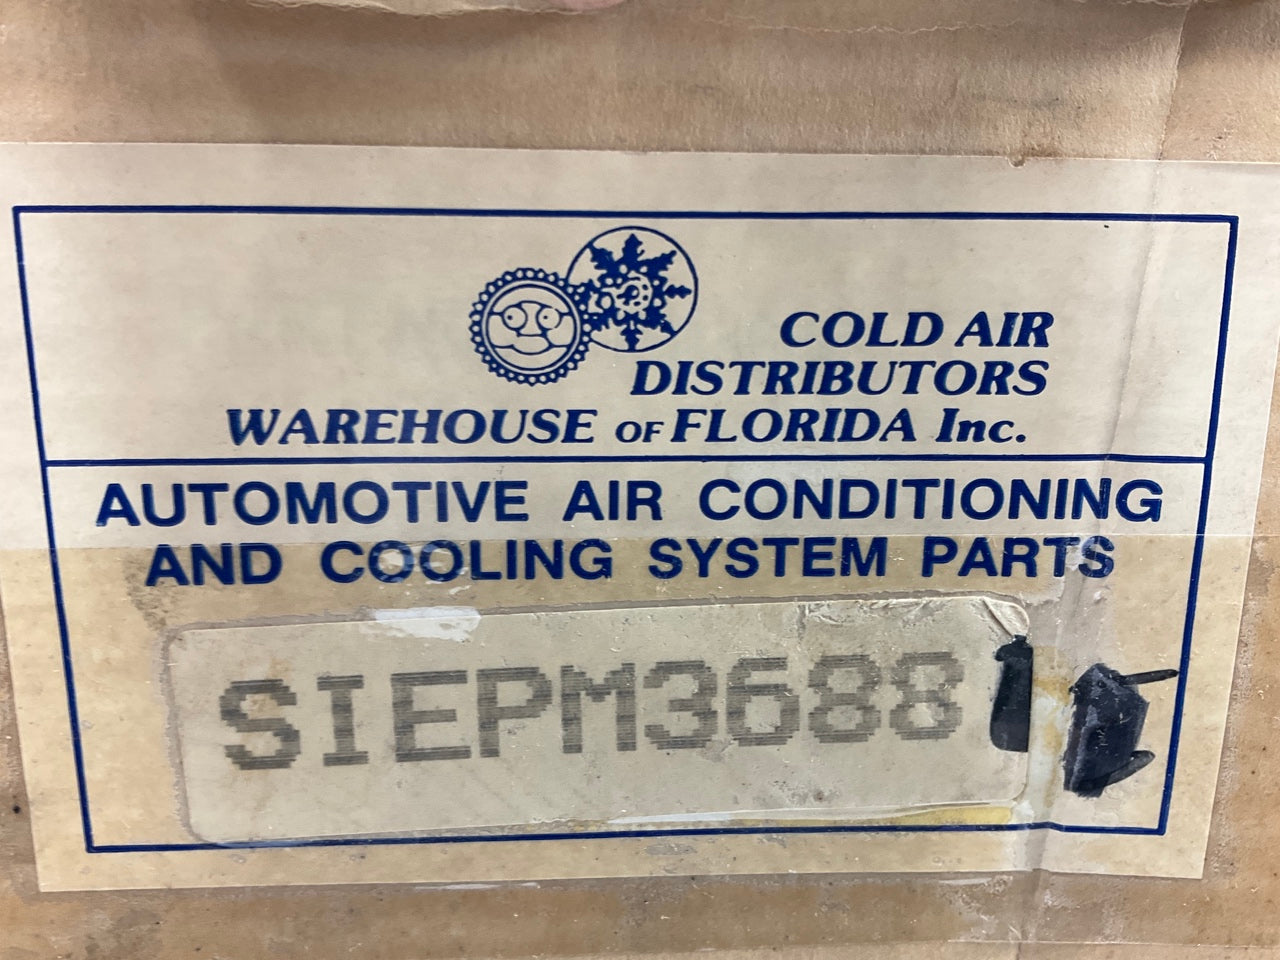 COLD AIR
DISTRIBUTORS
WAREHOUSE OF FLORIDA Inc.
AUTOMOTIVE AIR CONDITIONING
AND COOLING SYSTEM PARTS
SIEPM3688